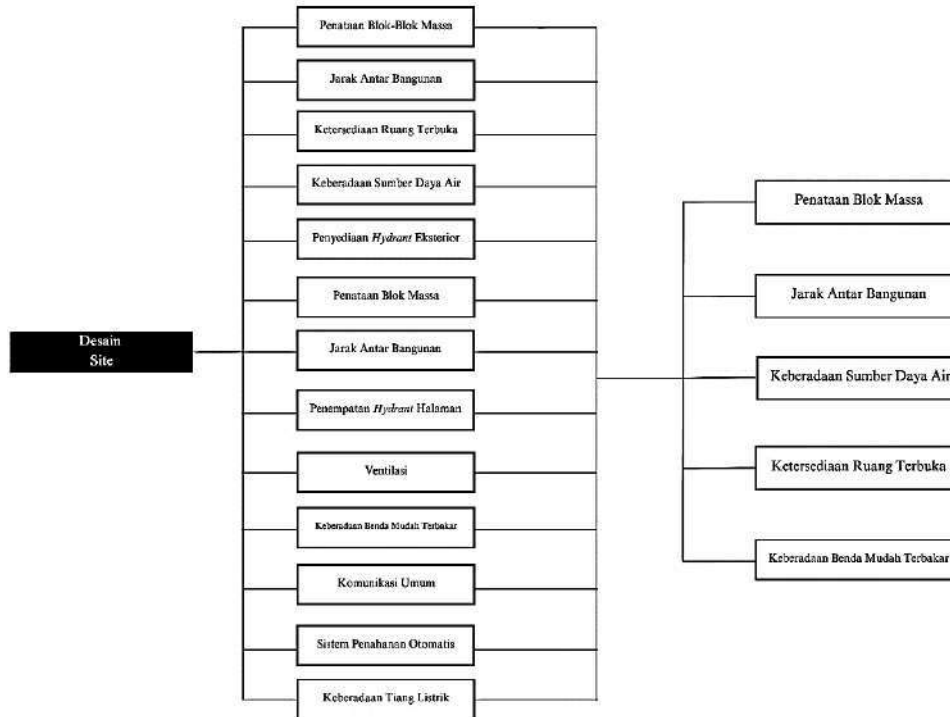 Desain
Site
Penataan Blok-Blok Massa
Jarak Antar Bangunan
Ketersediaan Ruang Terbuka
Keberadaan Sumber Daya Air
Penyediaan Hydrant Eksterior
Penataan Blok Massa
Jarak Antar Bangunan
Penempatan Hydrant Halaman
Ventilasi
Keberadaan Benda Mudah Terbakar
Komunikasi Umum
Sistem Penahanan Otomatis
Keberadaan Tiang Listrik
Penataan Blok Massa
Jarak Antar Bangunan
Keberadaan Sumber Daya Air
Ketersediaan Ruang Terbuka
Keberadaan Benda Mudah Terbakar